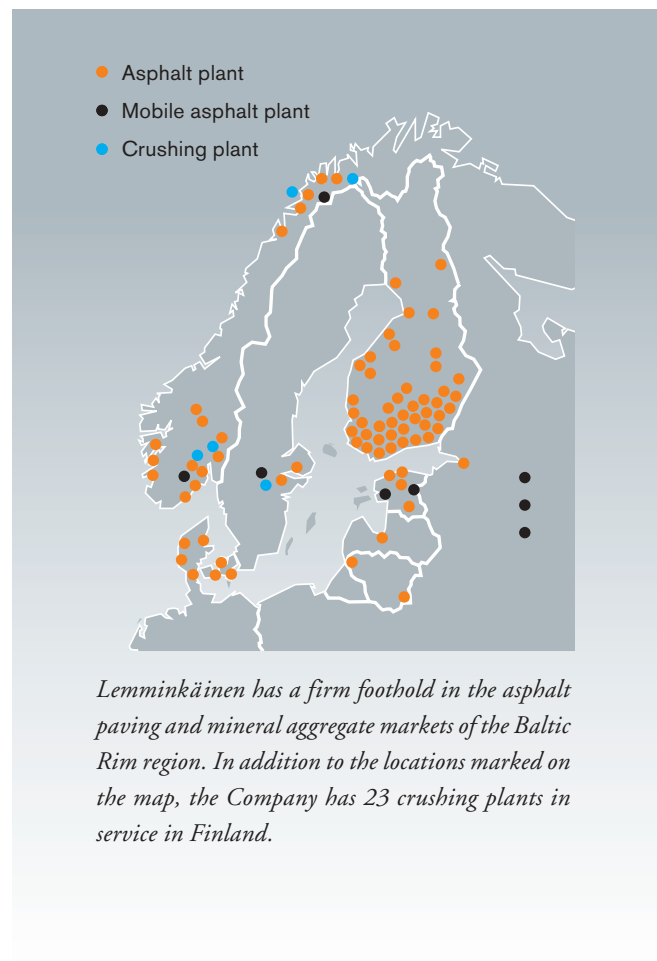 Asphalt plant
Mobile asphalt plant
Crushing plant
Lemminkäinen has a firm foothold in the asphalt
paving and mineral aggregate markets of the Baltic
Rim region. In addition to the locations marked on
the map, the Company has 23 crushing plants in
service in Finland.